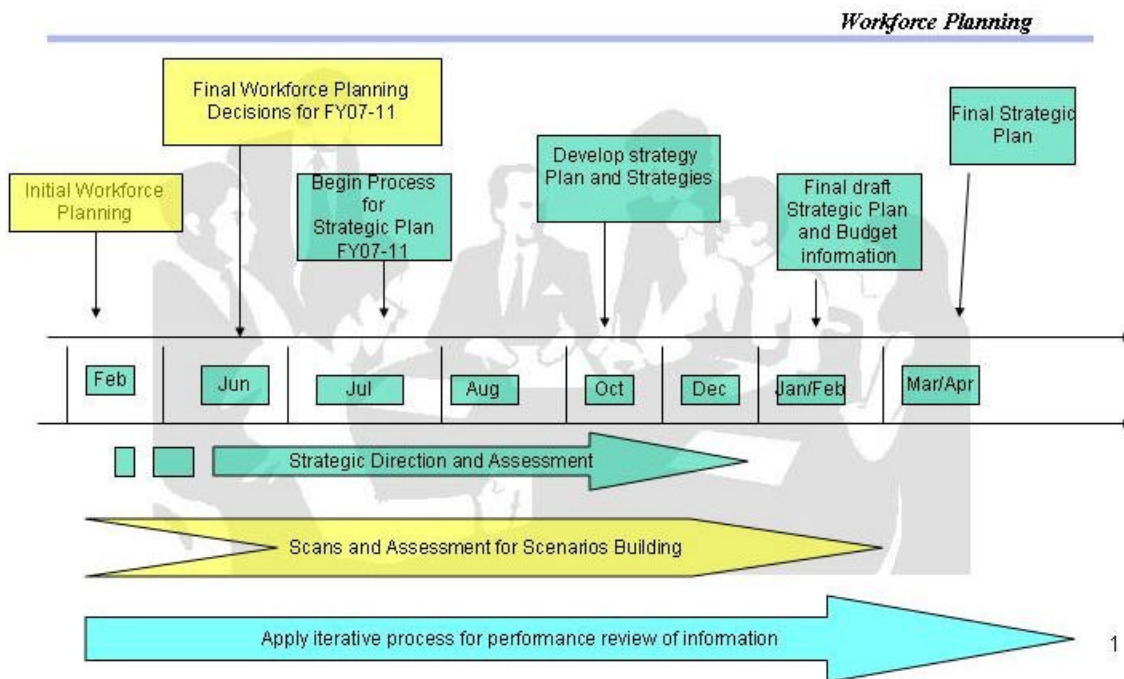 Workforce Planning
Final Workforce Planning
Decisions for FY07-11
Final Strategic
Plan
Initial Workforce
Planning
Begin Process
for
Strategic Plan
FY07-11
Develop strategy
Plan and Strategies
Final draft
Strategic Plan
and Budget
information
Feb
Jun
Jul
Aug
Oct
Dec
Jan/Feb
Mar/Apr
Strategic Direction and Assessment
Scans and Assessment for Scenarios Building
Apply iterative process for performance review of information
1